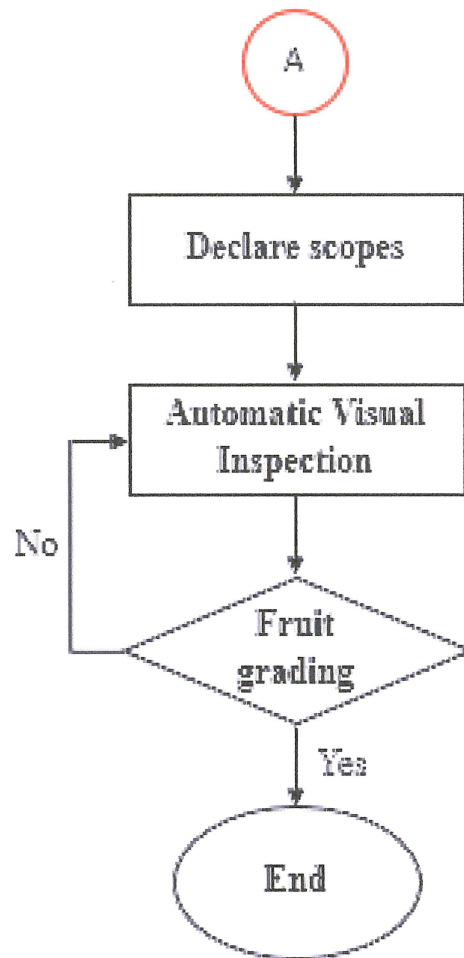 A
Declare scopes
Automatic Visual
Inspection
No
Fruit
grading
Yes
End